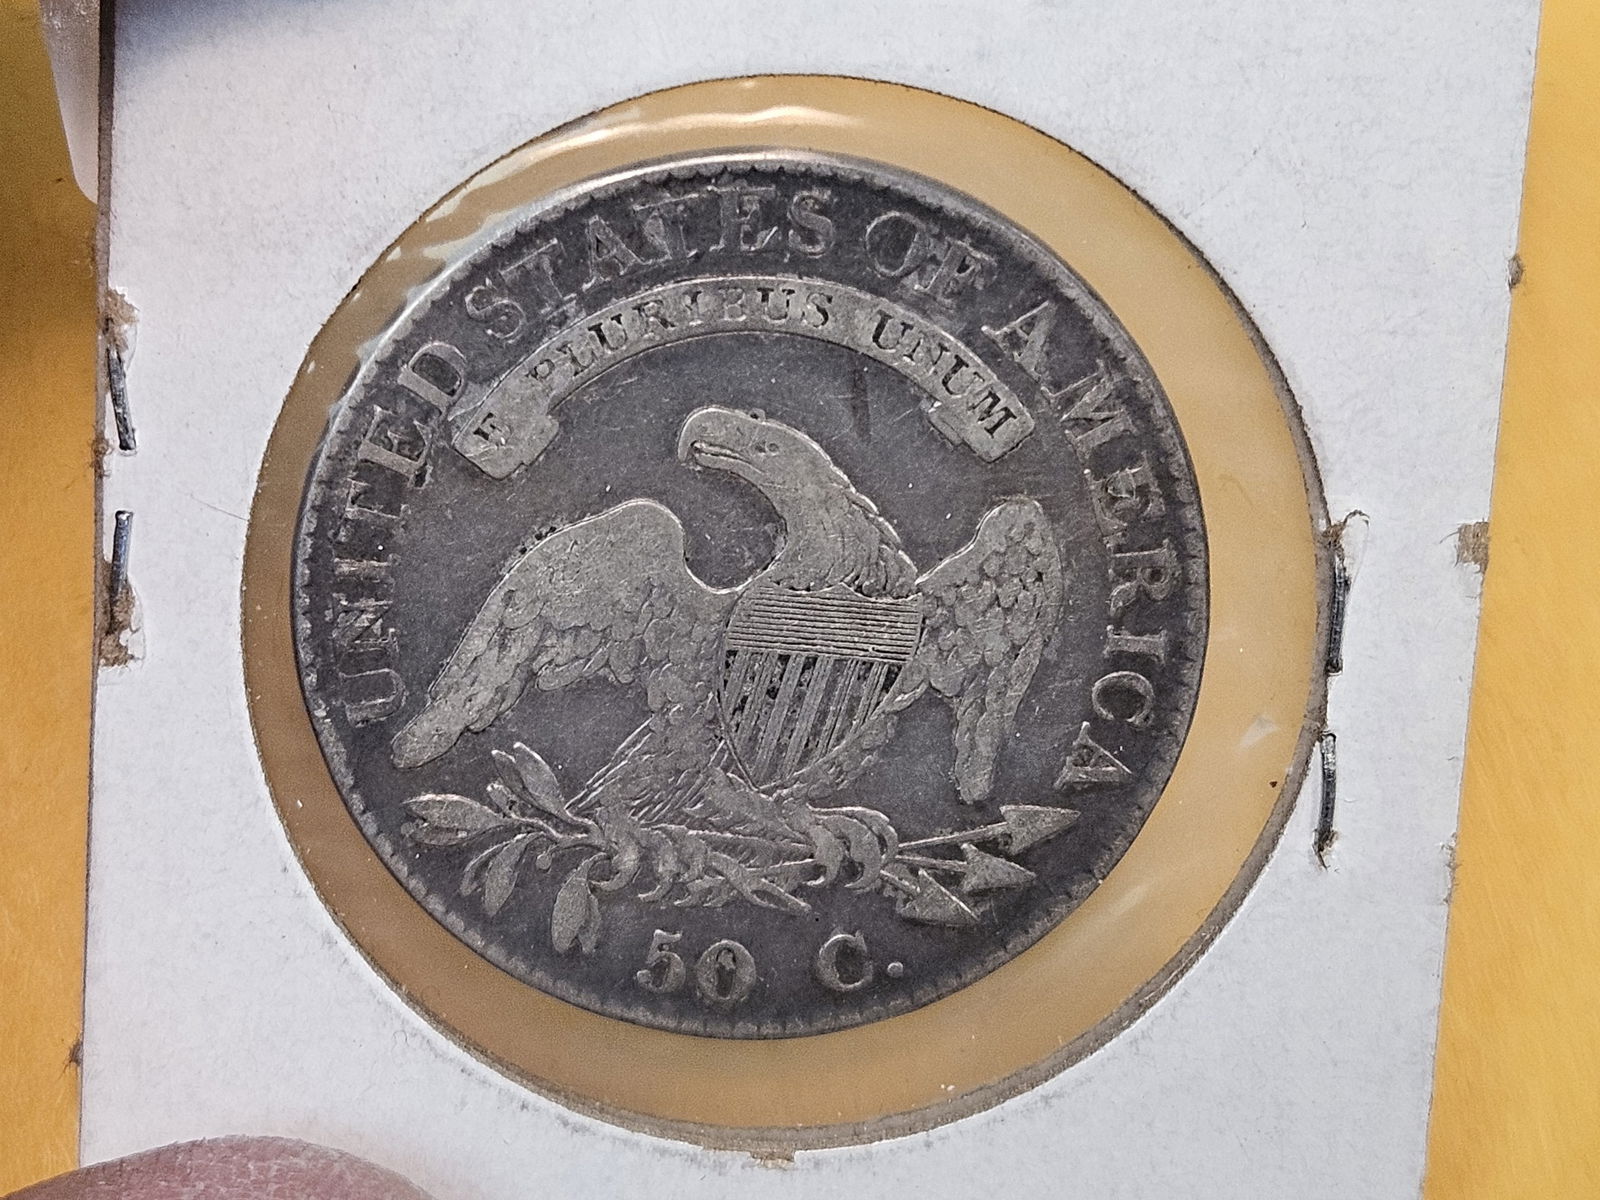 UNITED STATES OF AMERICA
E PLURIBUS UNUM
50 C.